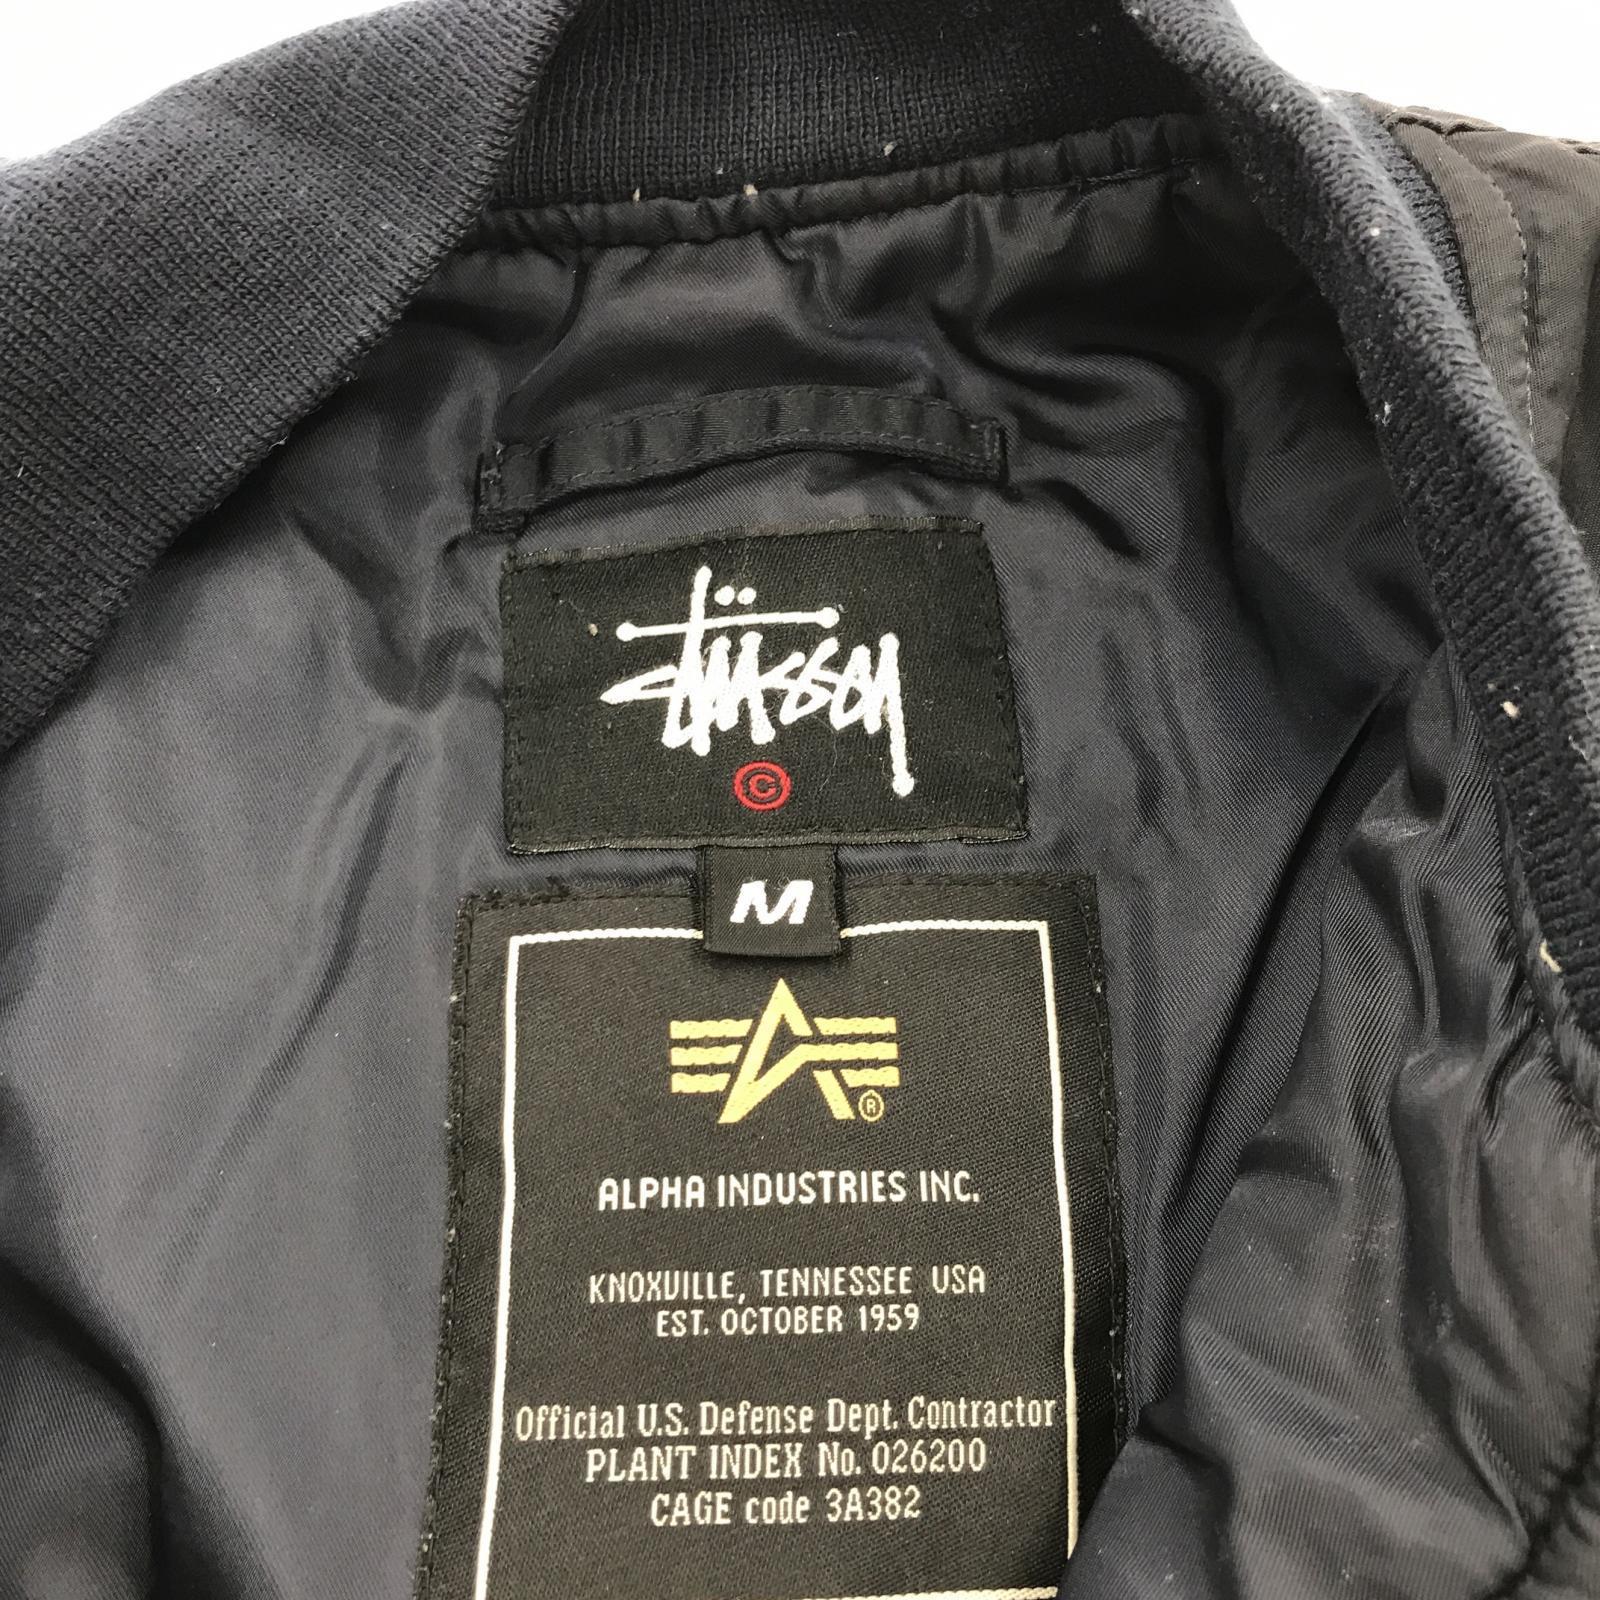 Stüssy
©
M
®
ALPHA INDUSTRIES INC.
KNOXVILLE, TENNESSEE USA
EST. OCTOBER 1959
Official U.S. Defense Dept. Contractor
PLANT INDEX No. 026200
CAGE code 3A382